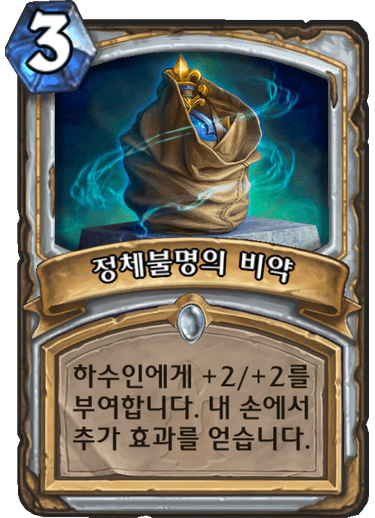 3
정체불명의 비약
하수인에게 +2/+2를
부여합니다. 내 손에서
추가 효과를 얻습니다.